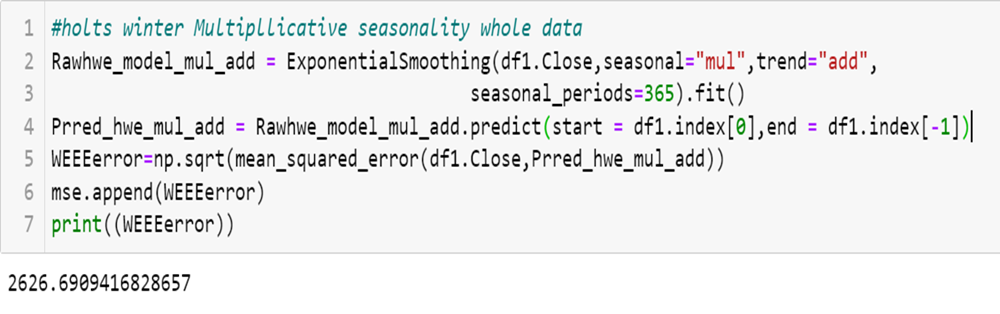 1 #holts winter Multipllicative seasonality whole data
2 Rawhwe_model_mul_add = ExponentialSmoothing(df1.Close,seasonal="mul",trend="add",
3 seasonal_periods=365).fit()
4 Prred_hwe_mul_add = Rawhwe_model_mul_add.predict(start = df1.index[0],end = df1.index[-1])
5 WEEEerror=np.sqrt(mean_squared_error(df1.Close,Prred_hwe_mul_add))
6 mse.append(WEEEerror)
7 print((WEEEerror))
2626.6909416828657